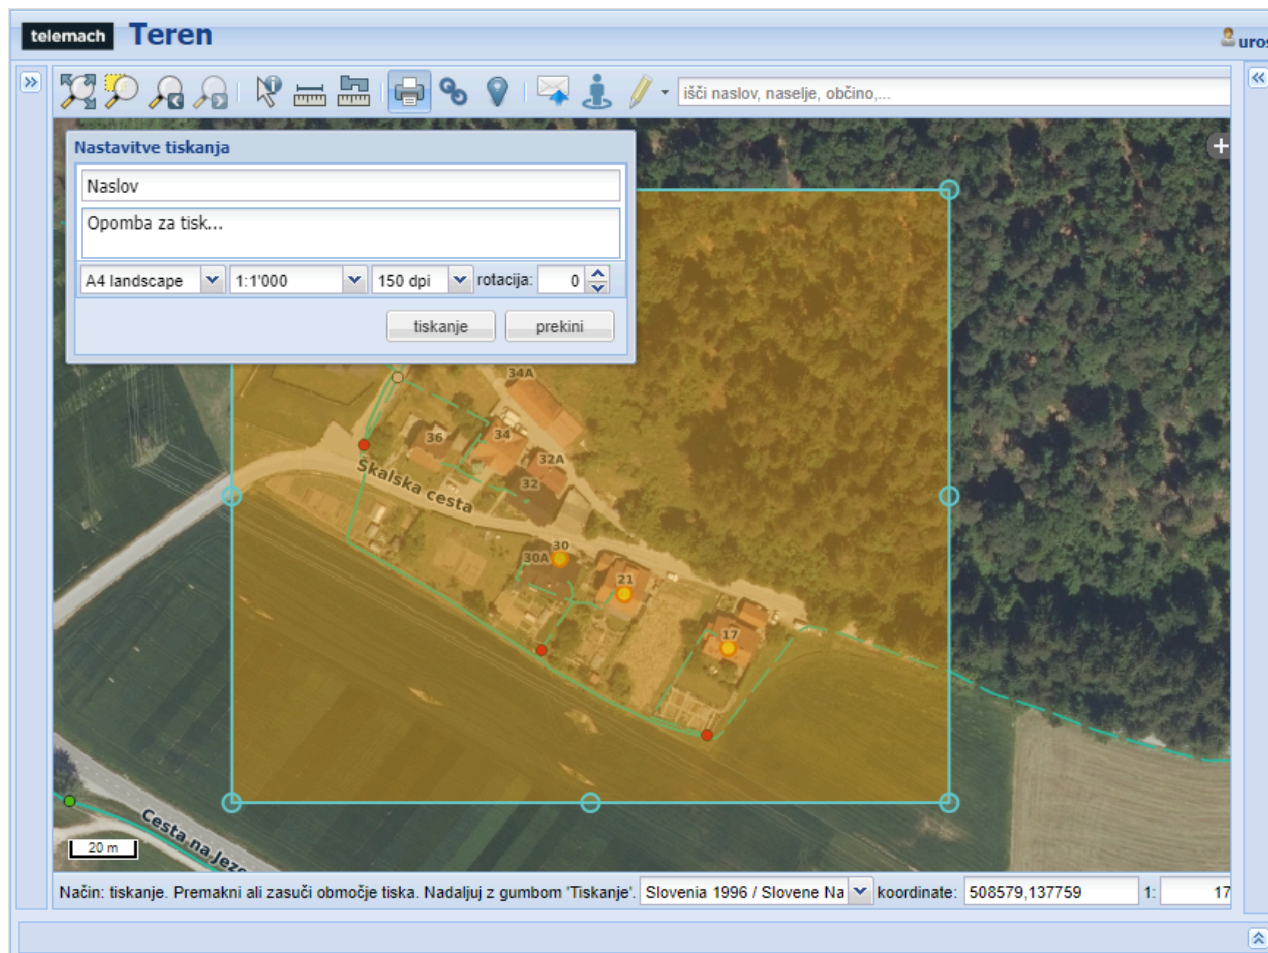 telemach Teren
uros
išči naslov, naselje, občino,...
Nastavitve tiskanja
Naslov
Opomba za tisk...
A4 landscape 1:1'000 150 dpi rotacija: 0
tiskanje prekini
34A
36
34
32A
32
Škalska cesta
30
30A
21
17
Cesta na Jeze
20 m
Način: tiskanje. Premakni ali zasuči območje tiska. Nadaljuj z gumbom 'Tiskanje'. Slovenia 1996 / Slovene Na koordinate: 508579,137759 1: 17